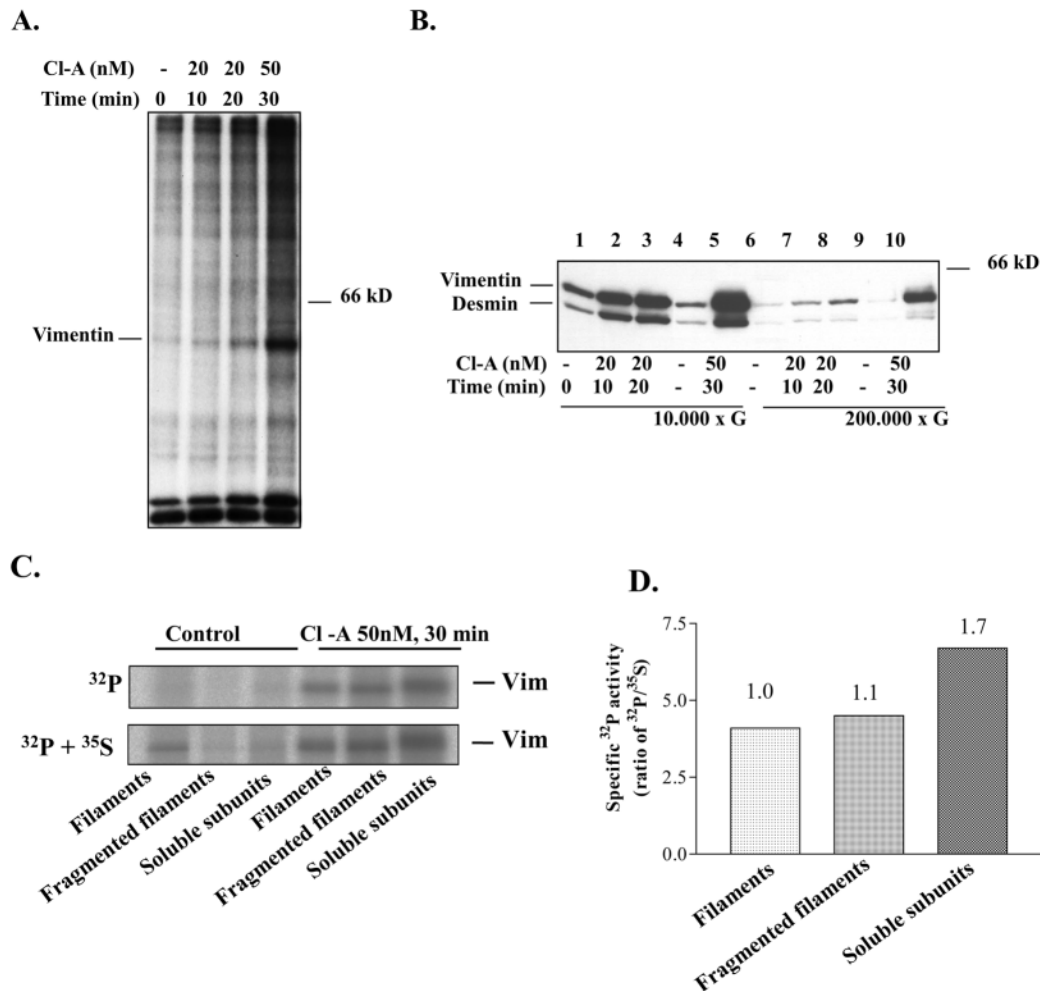 A.
Cl-A (nM) - 20 20 50
Time (min) 0 10 20 30
66 kD
Vimentin
B.
1 2 3 4 5 6 7 8 9 10
66 kD
Vimentin
Desmin
Cl-A (nM) - 20 20 - 50 - 20 20 - 50
Time (min) 0 10 20 - 30 - 10 20 - 30
10.000 x G 200.000 x G
C.
Control Cl -A 50nM, 30 min
32P Vim
32P + 35S Vim
Filaments
Fragmented filaments
Soluble subunits
Filaments
Fragmented filaments
Soluble subunits
D.
Specific 32P activity
(ratio of 32P/35S)
7.5
5.0
2.5
0.0
1.0
1.1
1.7
Filaments
Fragmented filaments
Soluble subunits